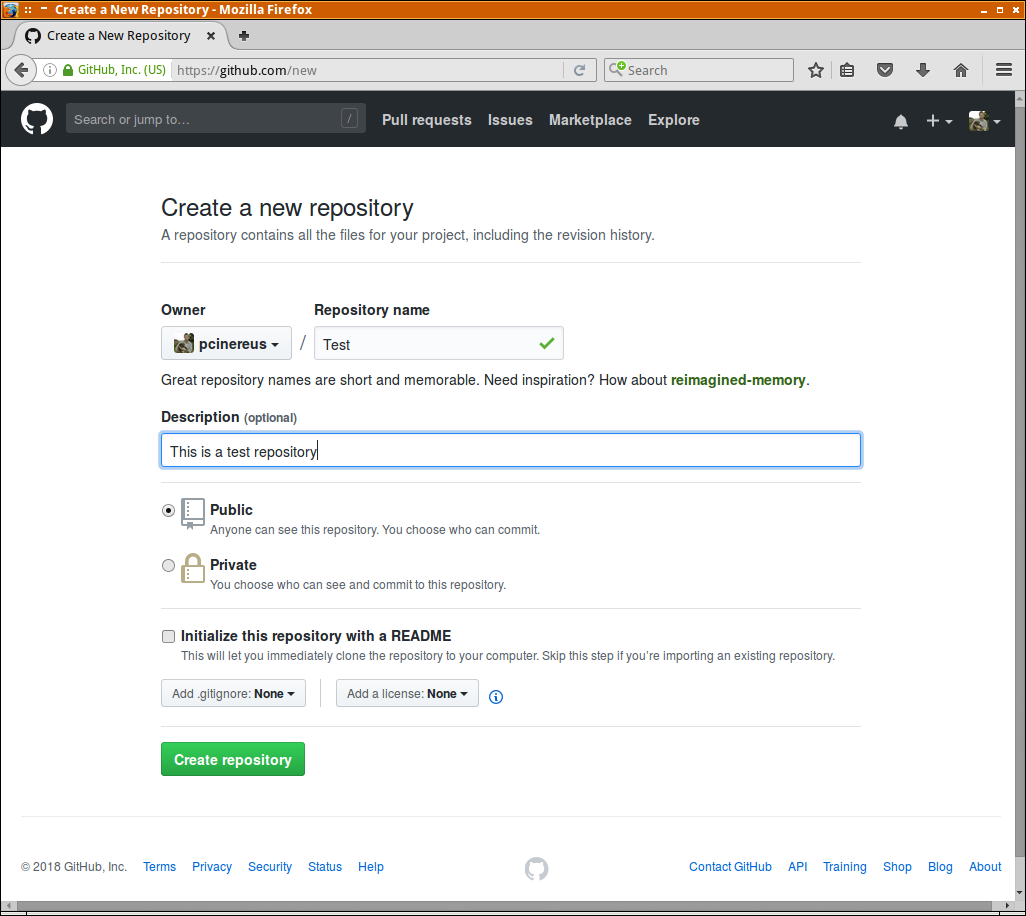 Create a New Repository - Mozilla Firefox
Create a New Repository
GitHub, Inc. (US) https://github.com/new Search
Search or jump to… / Pull requests Issues Marketplace Explore
Create a new repository
A repository contains all the files for your project, including the revision history.
Owner Repository name
pcinereus / Test
Great repository names are short and memorable. Need inspiration? How about reimagined-memory.
Description (optional)
This is a test repository
Public
Anyone can see this repository. You choose who can commit.
Private
You choose who can see and commit to this repository.
Initialize this repository with a README
This will let you immediately clone the repository to your computer. Skip this step if you’re importing an existing repository.
Add .gitignore: None Add a license: None
Create repository
© 2018 GitHub, Inc. Terms Privacy Security Status Help Contact GitHub API Training Shop Blog About